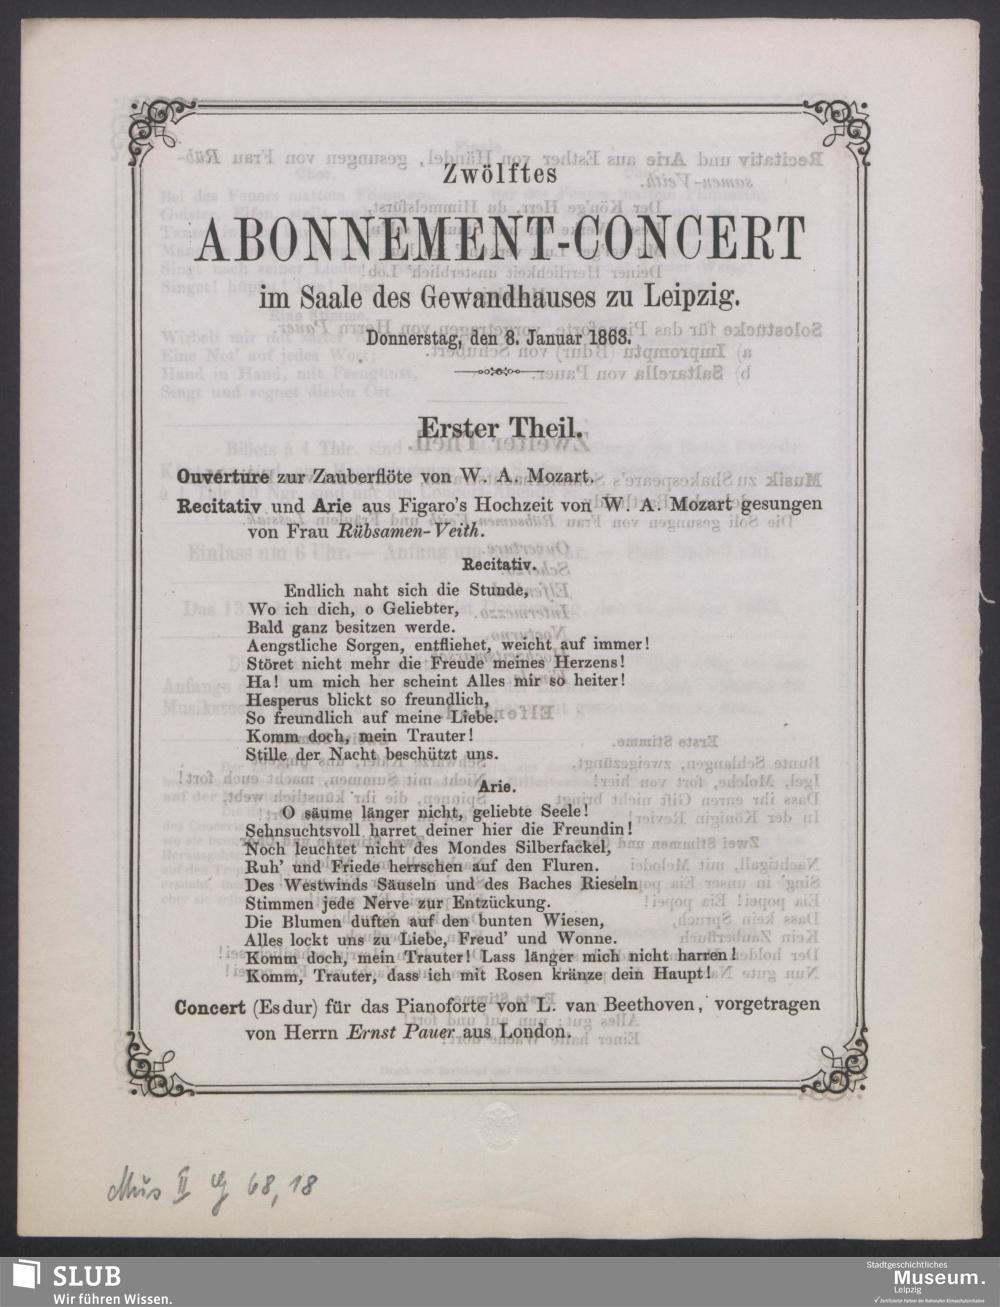 Zwölftes
ABONNEMENT-CONCERT
im Saale des Gewandhauses zu Leipzig.
Donnerstag, den 8. Januar 1863.
Erster Theil.
Ouverture zur Zauberflöte von W. A. Mozart.
Recitativ und Arie aus Figaro's Hochzeit von W. A. Mozart gesungen
von Frau Rübsamen-Veith.
Recitativ.
Endlich naht sich die Stunde,
Wo ich dich, o Geliebter,
Bald ganz besitzen werde.
Aengstliche Sorgen, entfliehet, weicht auf immer!
Störet nicht mehr die Freude meines Herzens!
Ha! um mich her scheint Alles mir so heiter!
Hesperus blickt so freundlich,
So freundlich auf meine Liebe.
Komm doch, mein Trauter!
Stille der Nacht beschützt uns.
Arie.
O säume länger nicht, geliebte Seele!
Sehnsuchtsvoll harret deiner hier die Freundin!
Noch leuchtet nicht des Mondes Silberfackel,
Ruh' und Friede herrschen auf den Fluren.
Des Westwinds Säuseln und des Baches Rieseln
Stimmen jede Nerve zur Entzückung.
Die Blumen duften auf den bunten Wiesen,
Alles lockt uns zu Liebe, Freud' und Wonne.
Komm doch, mein Trauter! Lass länger mich nicht harren!
Komm, Trauter, dass ich mit Rosen kränze dein Haupt!
Concert (Es dur) für das Pianoforte von L. van Beethoven, vorgetragen
von Herrn Ernst Pauer aus London.
Mus II G 68,18
SLUB
Wir führen Wissen.
Stadtgeschichtliches
Museum.
Leipzig
Zertifizierter Partner der Nationalen Klimaschutzinitiative